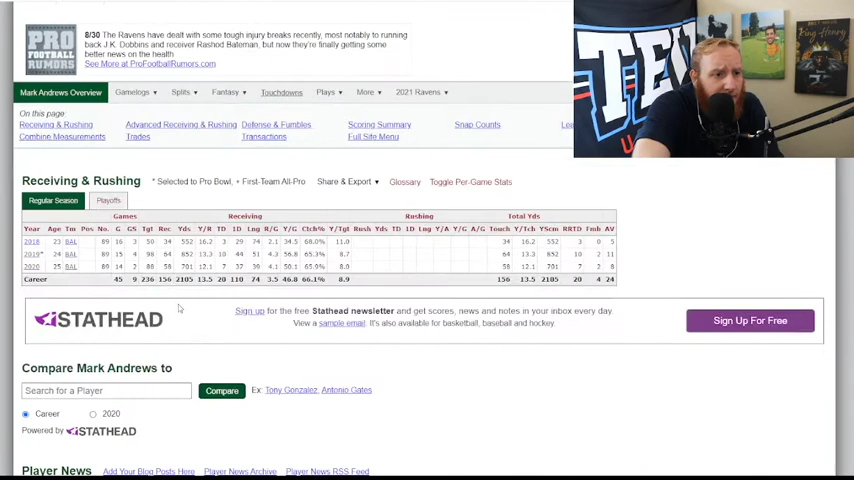 PRO
FOOTBALL
RUMORS
8/30 The Ravens have dealt with some tough injury breaks recently, most notably to running
back J.K. Dobbins and receiver Rashod Bateman, but now they're finally getting some
better news on the health
See More at ProFootballRumors.com
Mark Andrews Overview Gamelogs ▼ Splits ▼ Fantasy ▼ Touchdowns Plays ▼ More ▼ 2021 Ravens ▼
On this page:
Receiving & Rushing Advanced Receiving & Rushing Defense & Fumbles Scoring Summary Snap Counts Lea
Combine Measurements Trades Transactions Full Site Menu
Receiving & Rushing * Selected to Pro Bowl, + First-Team All-Pro Share & Export ▼ Glossary Toggle Per-Game Stats
Regular Season Playoffs
Games Receiving Rushing Total Yds
Year Age Tm Pos No. G GS Tgt Rec Yds Y/R TD 1D Lng R/G Y/G Ctch% Y/Tgt Rush Yds TD 1D Lng Y/A Y/G A/G Touch Y/Tch YScm RRTD Fmb AV
2018 23 BAL 89 16 3 50 34 552 16.2 3 29 74 2.1 34.5 68.0% 11.0 34 16.2 552 3 0 5
2019* 24 BAL 89 15 4 98 64 852 13.3 10 44 51 4.3 56.8 65.3% 8.7 64 13.3 852 10 2 11
2020 25 BAL 89 14 2 88 58 701 12.1 7 37 39 4.1 50.1 65.9% 8.0 58 12.1 701 7 2 8
Career 45 9 236 156 2105 13.5 20 110 74 3.5 46.8 66.1% 8.9 156 13.5 2105 20 4 24
STATHEAD
Sign up for the free Stathead newsletter and get scores, news and notes in your inbox every day.
View a sample email. It's also available for basketball, baseball and hockey.
Sign Up For Free
Compare Mark Andrews to
Search for a Player Compare Ex: Tony Gonzalez, Antonio Gates
Career 2020
Powered by STATHEAD
Player News Add Your Blog Posts Here Player News Archive Player News RSS Feed
TEN
King Henry